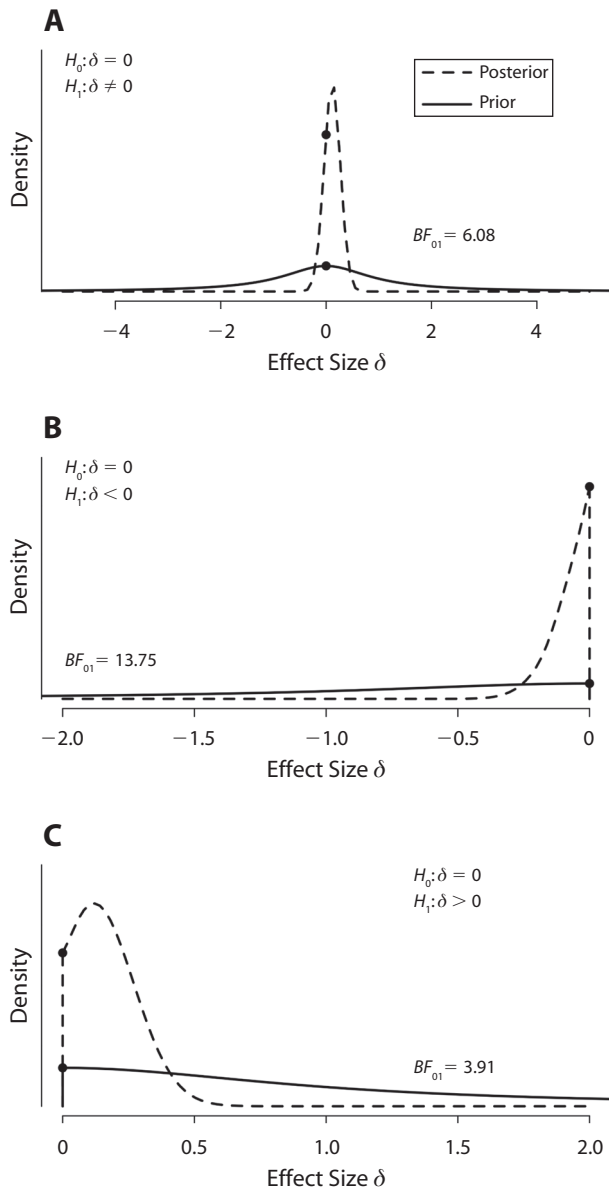 A
H₀: δ = 0
H₁: δ ≠ 0
Posterior
Prior
Density
BF₀₁ = 6.08
−4 −2 0 2 4
Effect Size δ
B
H₀: δ = 0
H₁: δ < 0
Density
BF₀₁ = 13.75
−2.0 −1.5 −1.0 −0.5 0
Effect Size δ
C
H₀: δ = 0
H₁: δ > 0
Density
BF₀₁ = 3.91
0 0.5 1.0 1.5 2.0
Effect Size δ